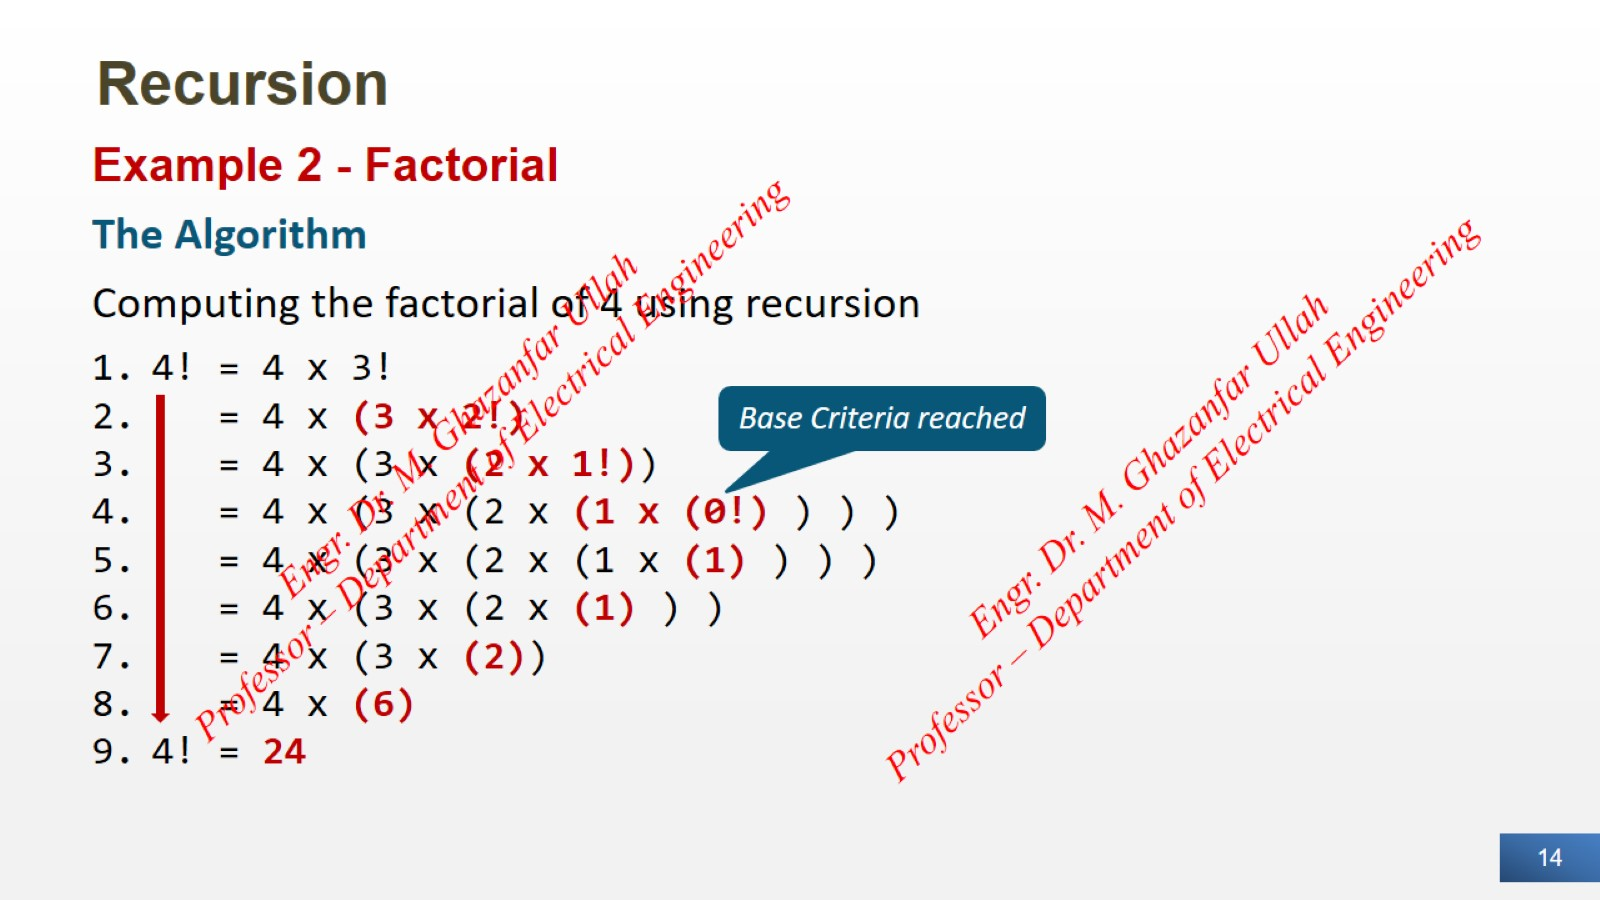 Recursion
Example 2 - Factorial
The Algorithm
Computing the factorial of 4 using recursion
1. 4! = 4 x 3!
2. = 4 x (3 x 2!)
3. = 4 x (3 x (2 x 1!))
Base Criteria reached
4. = 4 x (3 x (2 x (1 x (0!) ) ) )
5. = 4 x (3 x (2 x (1 x (1) ) ) )
6. = 4 x (3 x (2 x (1) ) )
7. = 4 x (3 x (2))
8. = 4 x (6)
9. 4! = 24
Engr. Dr. M. Ghazanfar Ullah
Professor – Department of Electrical Engineering
Engr. Dr. M. Ghazanfar Ullah
Professor – Department of Electrical Engineering
14